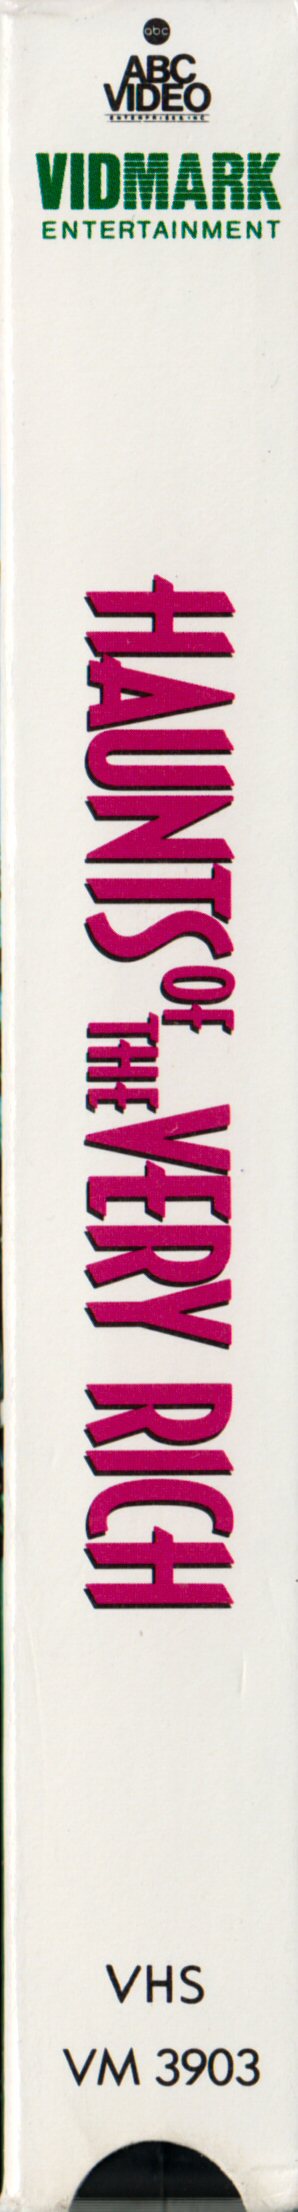 abc
ABC
VIDEO
ENTERPRISES INC
VIDMARK
ENTERTAINMENT
HAUNTS OF THE VERY RICH
VHS
VM 3903